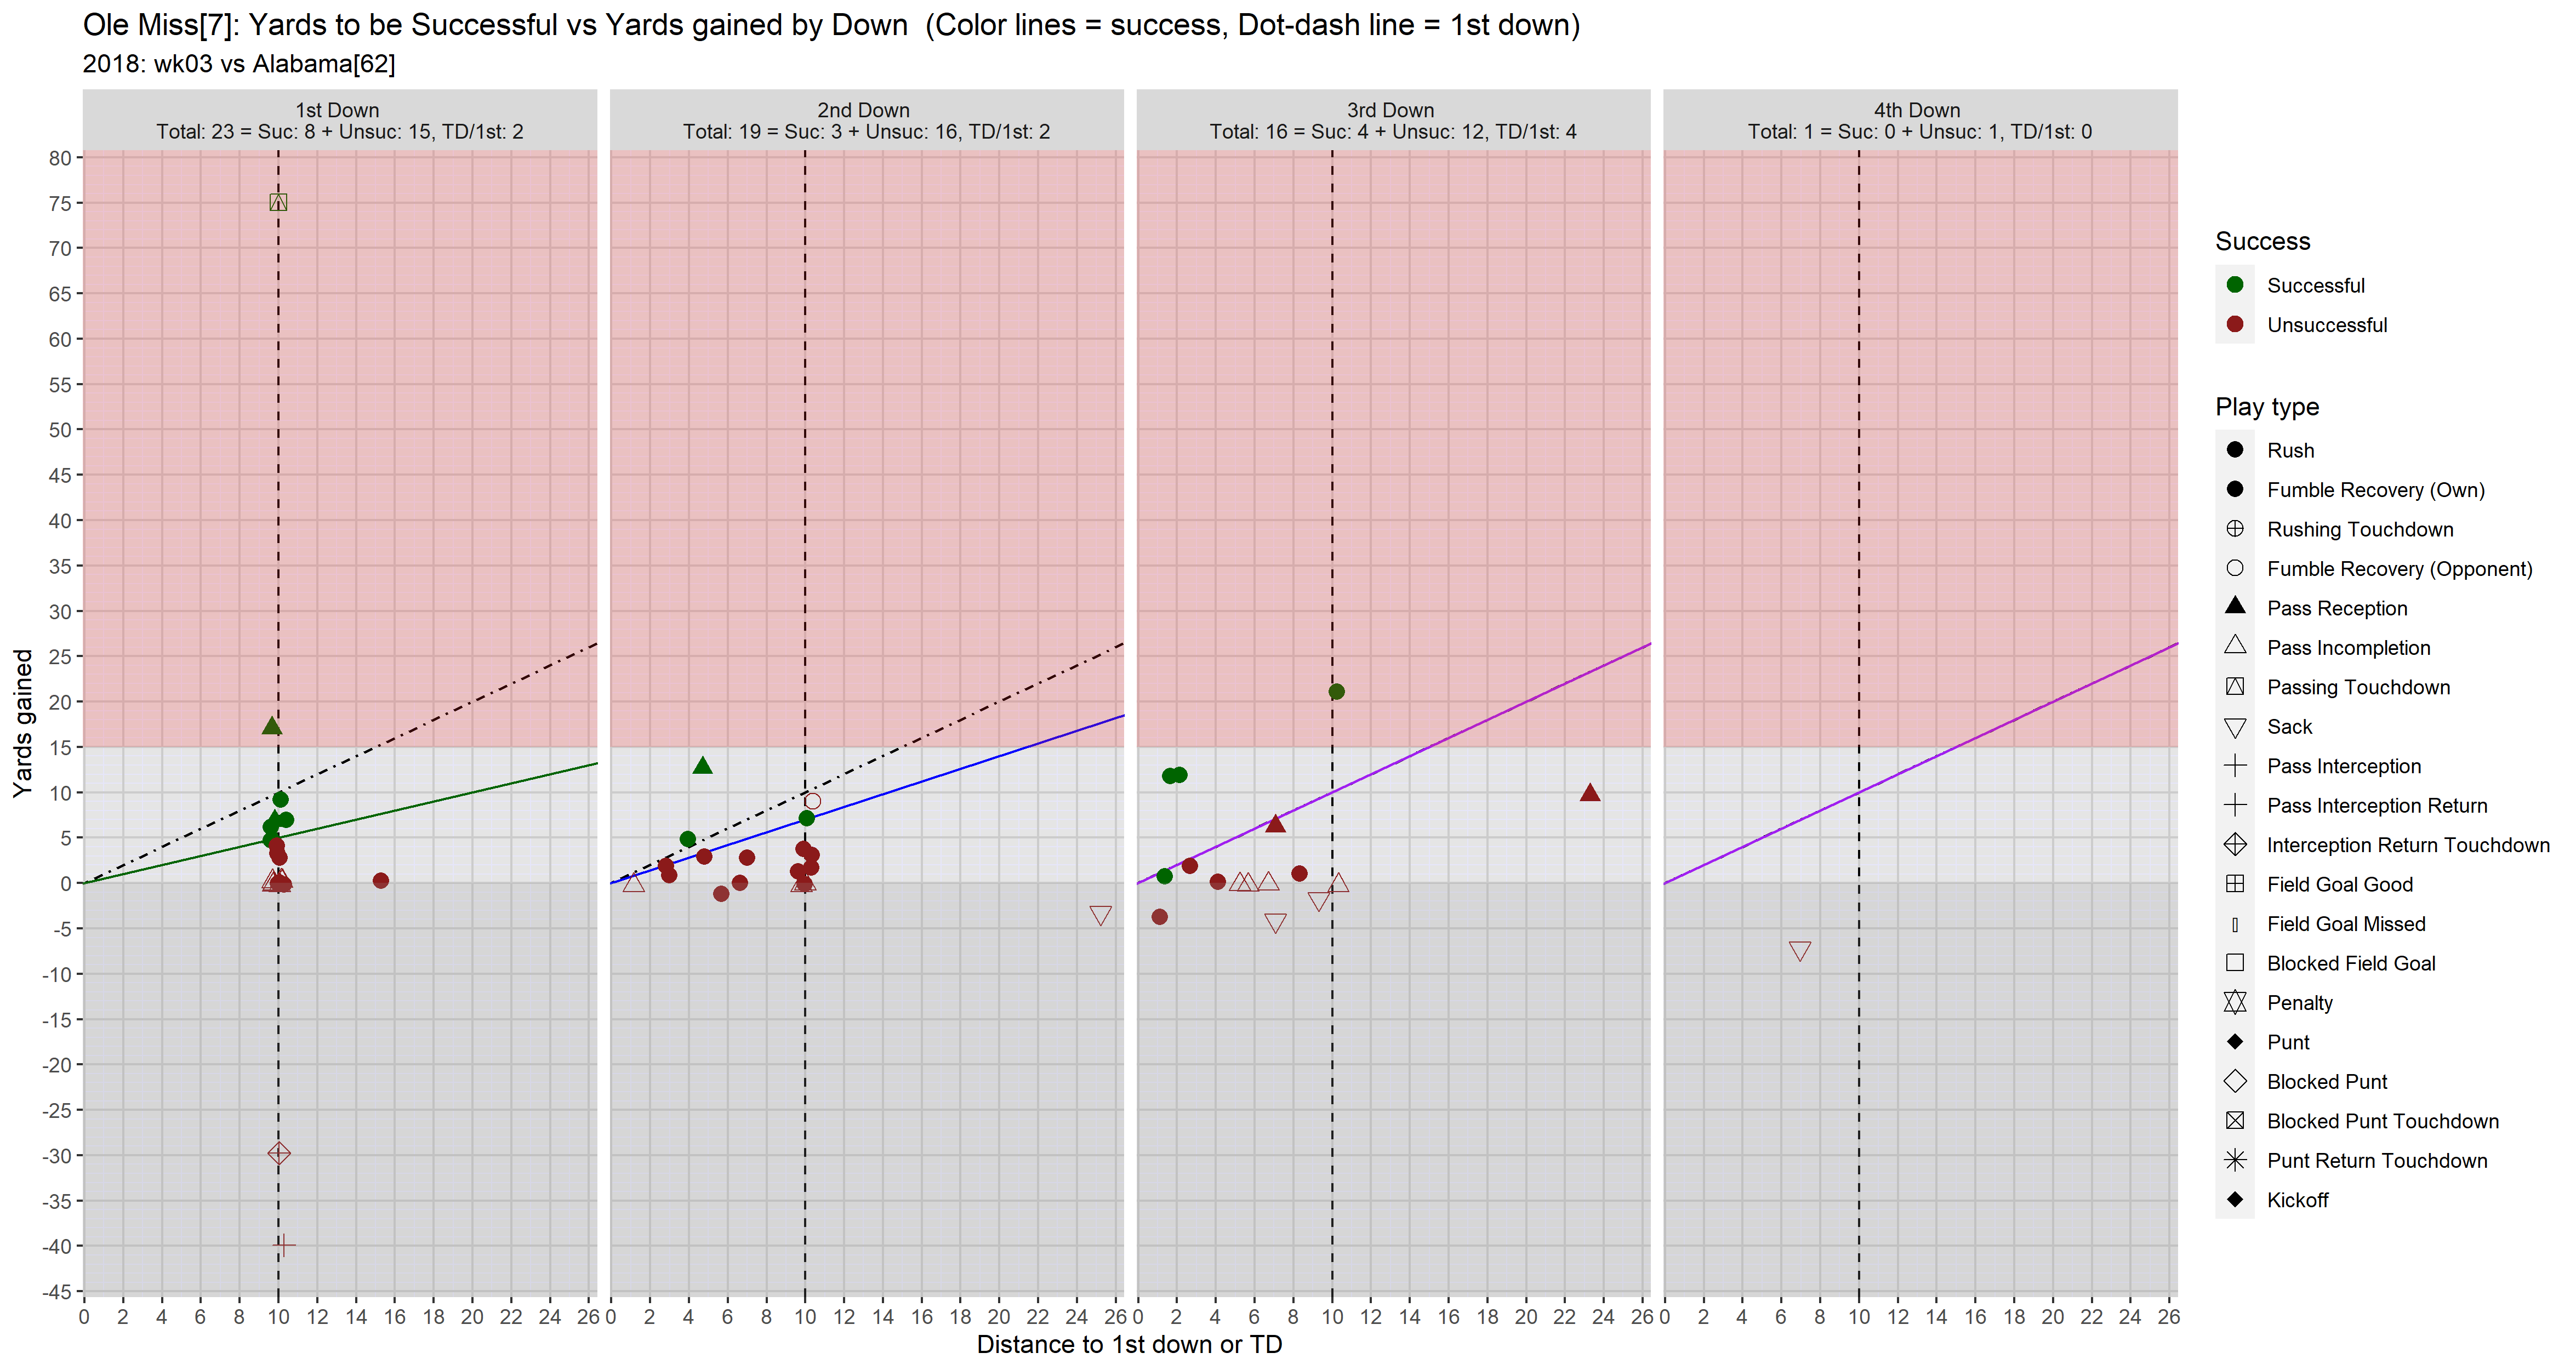 Ole Miss[7]: Yards to be Successful vs Yards gained by Down  (Color lines = success, Dot-dash line = 1st down)
2018: wk03 vs Alabama[62]
1st Down
Total: 23 = Suc: 8 + Unsuc: 15, TD/1st: 2
2nd Down
Total: 19 = Suc: 3 + Unsuc: 16, TD/1st: 2
3rd Down
Total: 16 = Suc: 4 + Unsuc: 12, TD/1st: 4
4th Down
Total: 1 = Suc: 0 + Unsuc: 1, TD/1st: 0
Yards gained
80
75
70
65
60
55
50
45
40
35
30
25
20
15
10
5
0
-5
-10
-15
-20
-25
-30
-35
-40
-45
0 2 4 6 8 10 12 14 16 18 20 22 24 26
0 2 4 6 8 10 12 14 16 18 20 22 24 26
0 2 4 6 8 10 12 14 16 18 20 22 24 26
0 2 4 6 8 10 12 14 16 18 20 22 24 26
Distance to 1st down or TD
Success
Successful
Unsuccessful
Play type
Rush
Fumble Recovery (Own)
Rushing Touchdown
Fumble Recovery (Opponent)
Pass Reception
Pass Incompletion
Passing Touchdown
Sack
Pass Interception
Pass Interception Return
Interception Return Touchdown
Field Goal Good
Field Goal Missed
Blocked Field Goal
Penalty
Punt
Blocked Punt
Blocked Punt Touchdown
Punt Return Touchdown
Kickoff